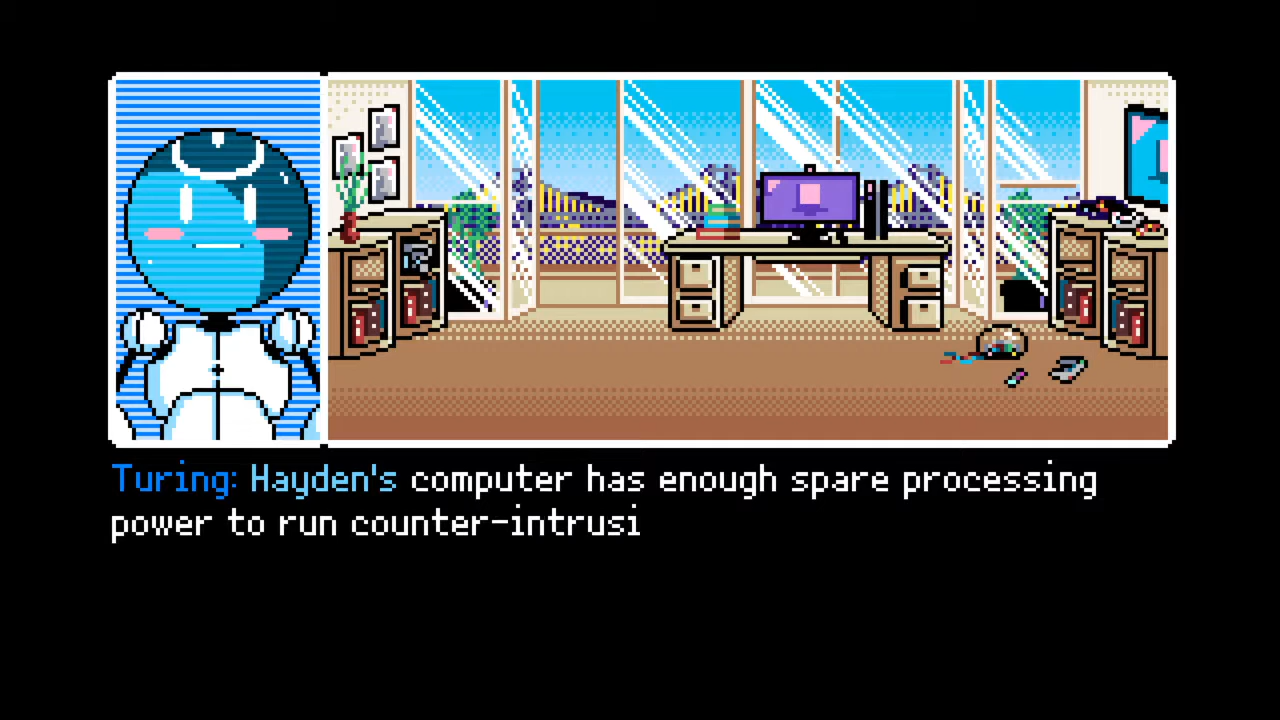 Turing: Hayden's computer has enough spare processing
power to run counter-intrusi